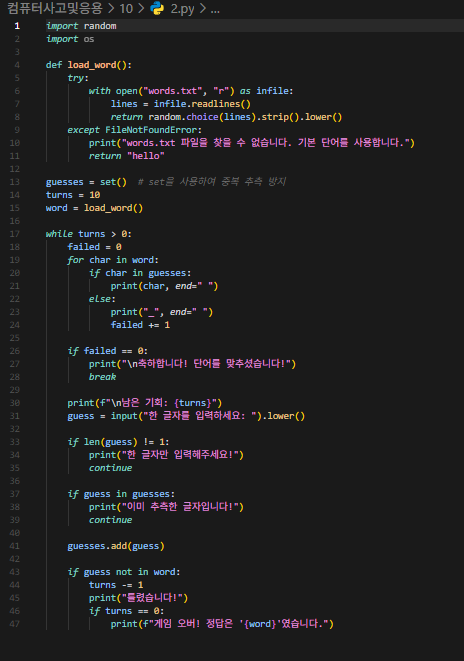 컴퓨터사고및응용 > 10 > 2.py > ...
1 import random
2 import os
3
4 def load_word():
5 try:
6 with open("words.txt", "r") as infile:
7 lines = infile.readlines()
8 return random.choice(lines).strip().lower()
9 except FileNotFoundError:
10 print("words.txt 파일을 찾을 수 없습니다. 기본 단어를 사용합니다.")
11 return "hello"
12
13 guesses = set() # set을 사용하여 중복 추측 방지
14 turns = 10
15 word = load_word()
16
17 while turns > 0:
18 failed = 0
19 for char in word:
20 if char in guesses:
21 print(char, end=" ")
22 else:
23 print("_", end=" ")
24 failed += 1
25
26 if failed == 0:
27 print("\n축하합니다! 단어를 맞추셨습니다!")
28 break
29
30 print(f"\n남은 기회: {turns}")
31 guess = input("한 글자를 입력하세요: ").lower()
32
33 if len(guess) != 1:
34 print("한 글자만 입력해주세요!")
35 continue
36
37 if guess in guesses:
38 print("이미 추측한 글자입니다!")
39 continue
40
41 guesses.add(guess)
42
43 if guess not in word:
44 turns -= 1
45 print("틀렸습니다!")
46 if turns == 0:
47 print(f"게임 오버! 정답은 '{word}'였습니다.")